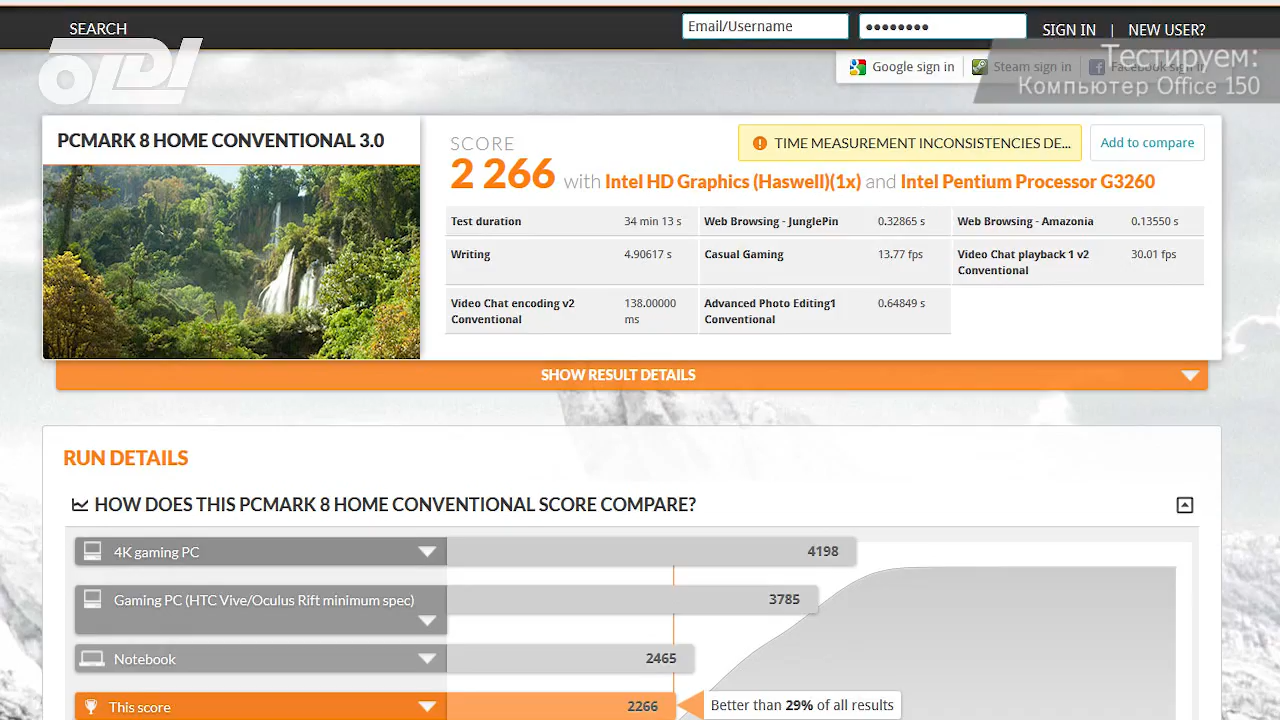 SEARCH
Email/Username
SIGN IN | NEW USER?
OLDI
Google sign in
Steam sign in
Facebook sign in
Тестируем:
Компьютер Office 150
PCMARK 8 HOME CONVENTIONAL 3.0
SCORE
TIME MEASUREMENT INCONSISTENCIES DE...
Add to compare
2 266 with Intel HD Graphics (Haswell)(1x) and Intel Pentium Processor G3260
Test duration 34 min 13 s Web Browsing - JunglePin 0.32865 s Web Browsing - Amazonia 0.13550 s
Writing 4.90617 s Casual Gaming 13.77 fps Video Chat playback 1 v2 30.01 fps
Conventional
Video Chat encoding v2 138.00000 Advanced Photo Editing1 0.64849 s
Conventional ms Conventional
SHOW RESULT DETAILS
RUN DETAILS
HOW DOES THIS PCMARK 8 HOME CONVENTIONAL SCORE COMPARE?
4K gaming PC 4198
Gaming PC (HTC Vive/Oculus Rift minimum spec) 3785
Notebook 2465
This score 2266 Better than 29% of all results